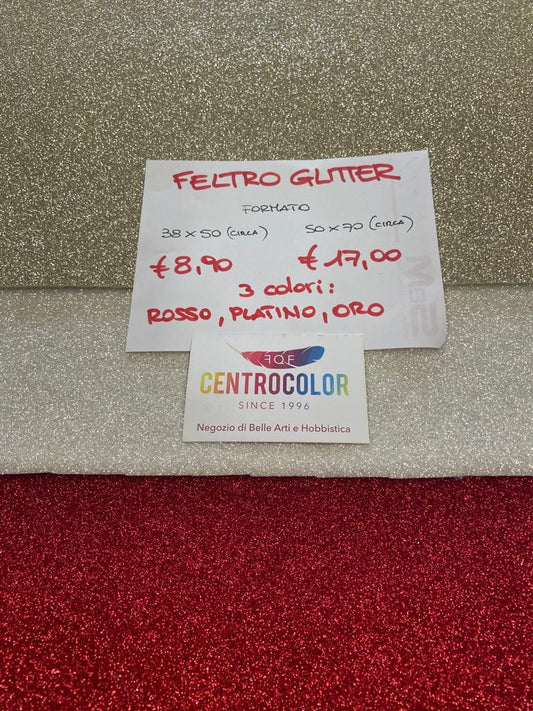 FELTRO GLITTER
FORMATO
38 x 50 (CIRCA) 50 x 70 (CIRCA)
€ 8,90 € 17,00
3 colori:
ROSSO, PLATINO, ORO
CENTROCOLOR
SINCE 1996
Negozio di Belle Arti e Hobbistica